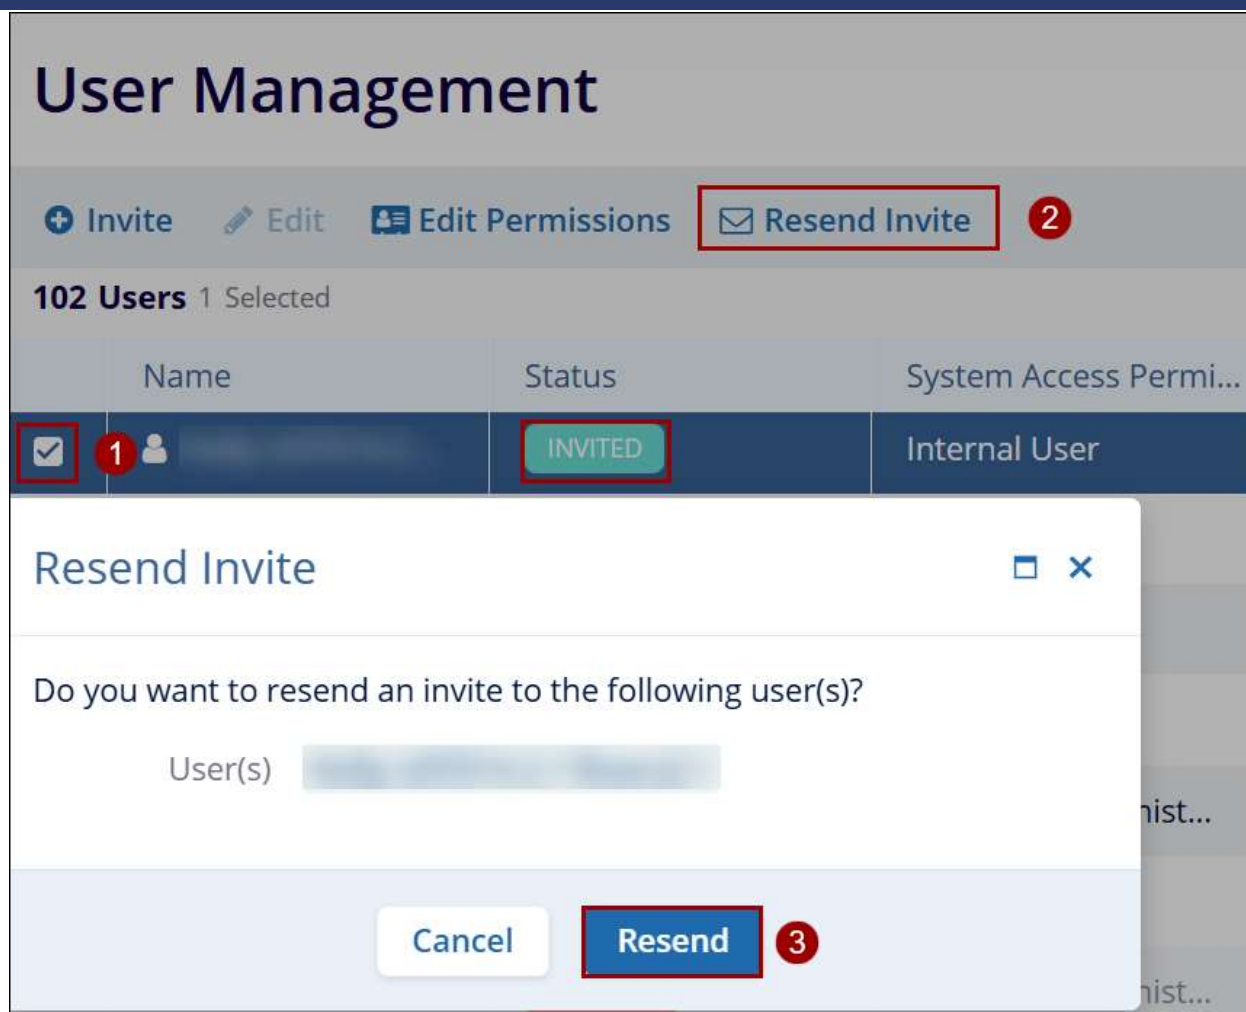 User Management
Invite Edit Edit Permissions Resend Invite 2
102 Users 1 Selected
Name Status System Access Permi...
1 INVITED Internal User
Resend Invite
Do you want to resend an invite to the following user(s)?
User(s)
nist...
Cancel Resend 3
nist...